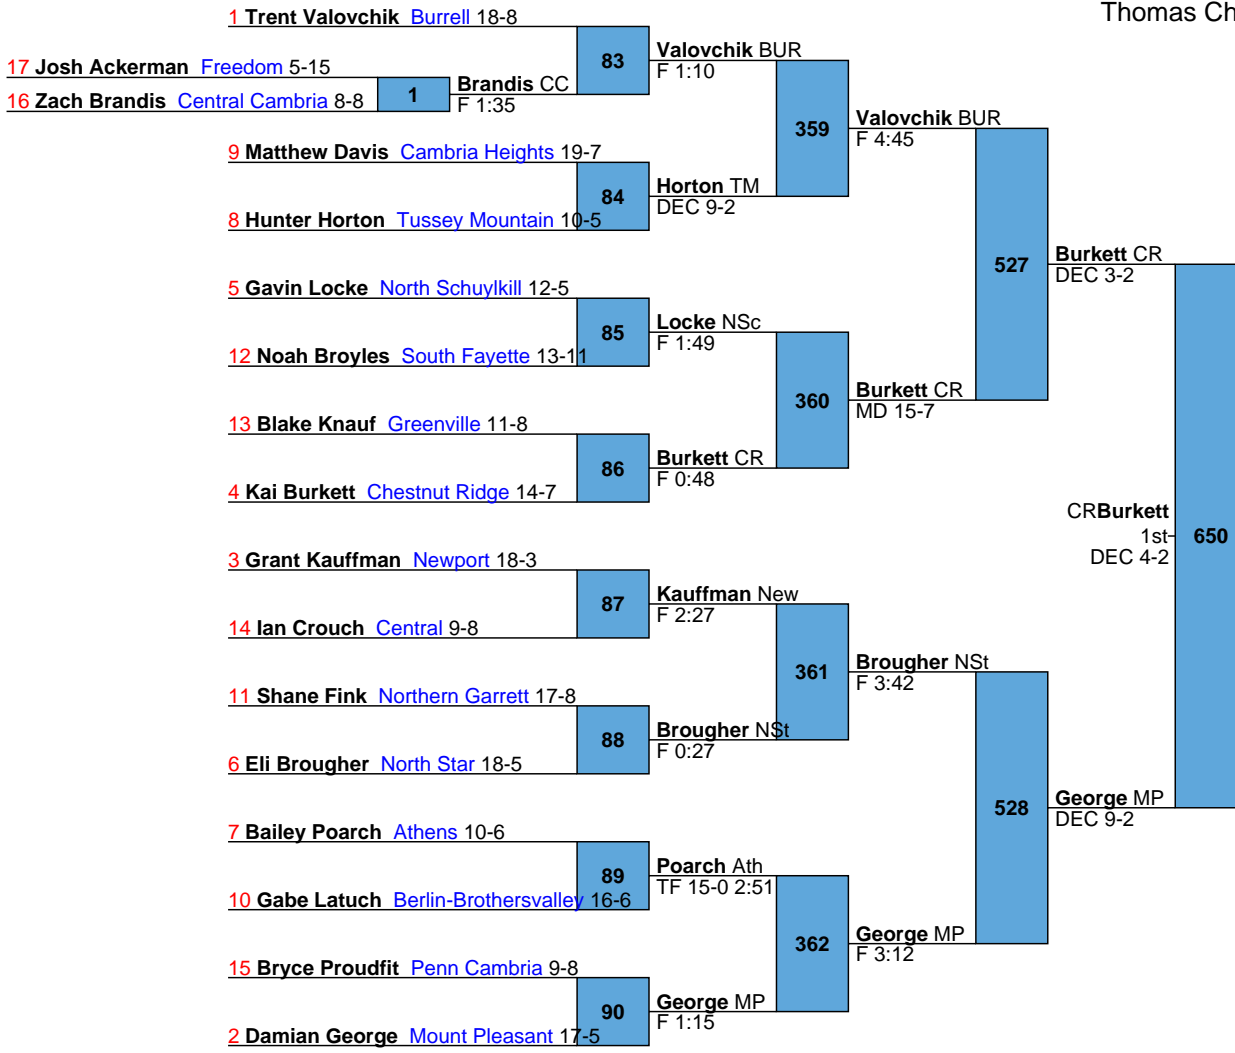 Thomas Ch
1 Trent Valovchik Burrell 18-8
17 Josh Ackerman Freedom 5-15
16 Zach Brandis Central Cambria 8-8
1
Brandis CC
F 1:35
83
Valovchik BUR
F 1:10
9 Matthew Davis Cambria Heights 19-7
8 Hunter Horton Tussey Mountain 10-5
84
Horton TM
DEC 9-2
359
Valovchik BUR
F 4:45
5 Gavin Locke North Schuylkill 12-5
12 Noah Broyles South Fayette 13-11
85
Locke NSc
F 1:49
13 Blake Knauf Greenville 11-8
4 Kai Burkett Chestnut Ridge 14-7
86
Burkett CR
F 0:48
360
Burkett CR
MD 15-7
527
Burkett CR
DEC 3-2
3 Grant Kauffman Newport 18-3
14 Ian Crouch Central 9-8
87
Kauffman New
F 2:27
11 Shane Fink Northern Garrett 17-8
6 Eli Brougher North Star 18-5
88
Brougher NSt
F 0:27
361
Brougher NSt
F 3:42
7 Bailey Poarch Athens 10-6
10 Gabe Latuch Berlin-Brothersvalley 16-6
89
Poarch Ath
TF 15-0 2:51
15 Bryce Proudfit Penn Cambria 9-8
2 Damian George Mount Pleasant 17-5
90
George MP
F 1:15
362
George MP
F 3:12
528
George MP
DEC 9-2
CRBurkett
1st
DEC 4-2
650